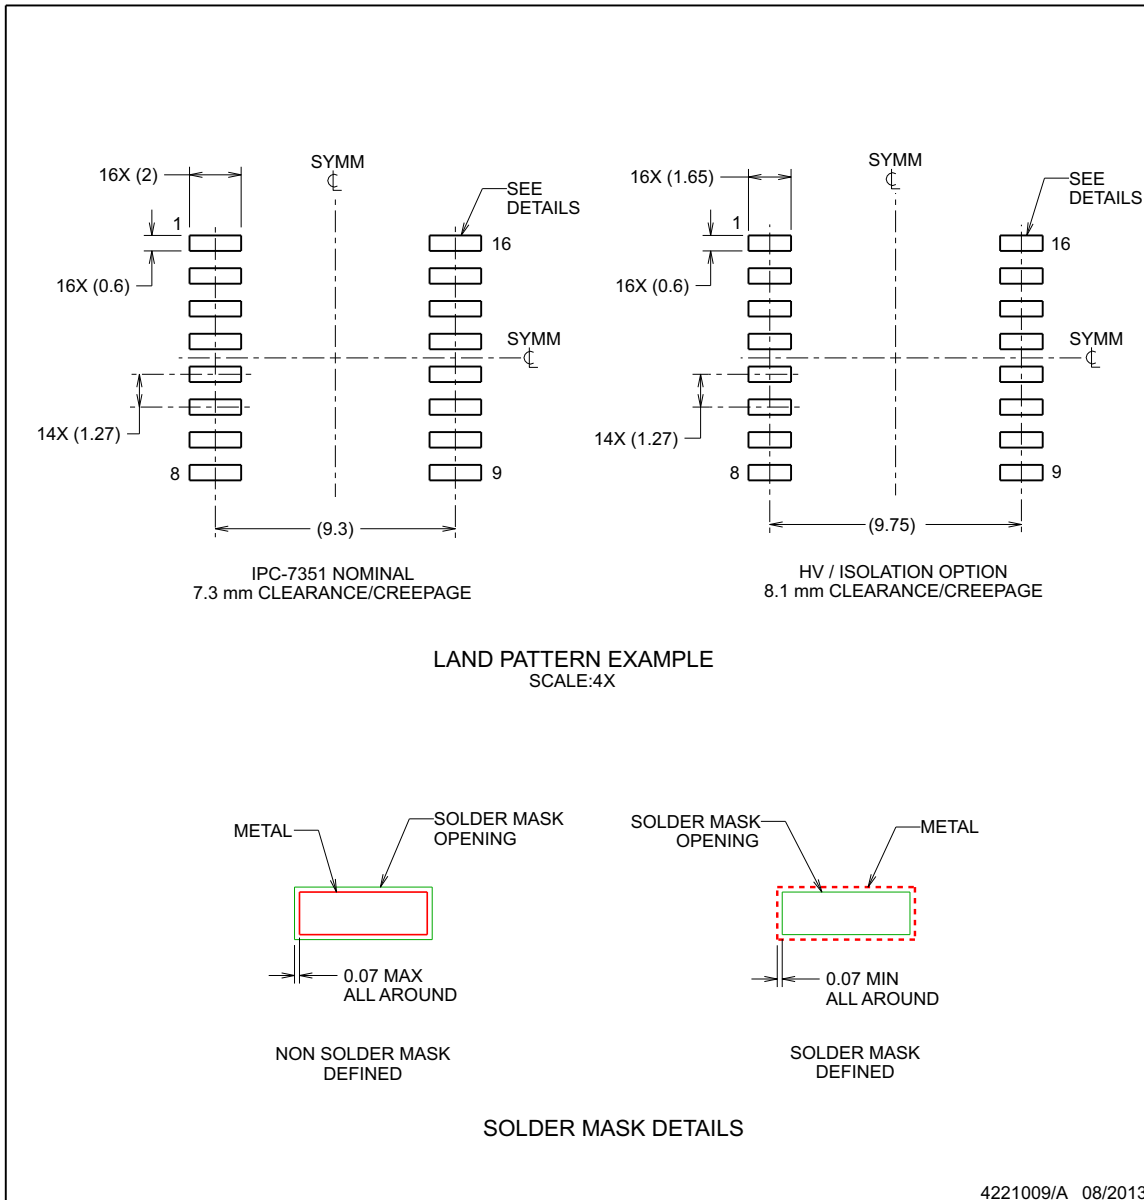 SYMM
℄
16X (2)
SEE
DETAILS
1
16
16X (0.6)
SYMM
℄
14X (1.27)
8
9
(9.3)
IPC-7351 NOMINAL
7.3 mm CLEARANCE/CREEPAGE
SYMM
℄
16X (1.65)
SEE
DETAILS
1
16
16X (0.6)
SYMM
℄
14X (1.27)
8
9
(9.75)
HV / ISOLATION OPTION
8.1 mm CLEARANCE/CREEPAGE
LAND PATTERN EXAMPLE
SCALE:4X
METAL
SOLDER MASK
OPENING
0.07 MAX
ALL AROUND
NON SOLDER MASK
DEFINED
SOLDER MASK
OPENING
METAL
0.07 MIN
ALL AROUND
SOLDER MASK
DEFINED
SOLDER MASK DETAILS
4221009/A 08/2013